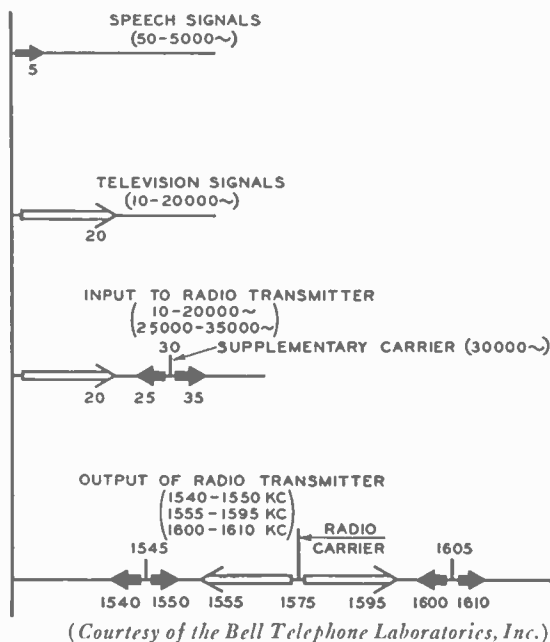 SPEECH SIGNALS
(50-5000~)
5
TELEVISION SIGNALS
(10-20000~)
20
INPUT TO RADIO TRANSMITTER
(10-20000~
25000-35000~)
30 SUPPLEMENTARY CARRIER (30000~)
20 25 35
OUTPUT OF RADIO TRANSMITTER
(1540-1550 KC
1555-1595 KC
1600-1610 KC)
RADIO
CARRIER
1545 1605
1540 1550 1555 1575 1595 1600 1610
(Courtesy of the Bell Telephone Laboratories, Inc.)